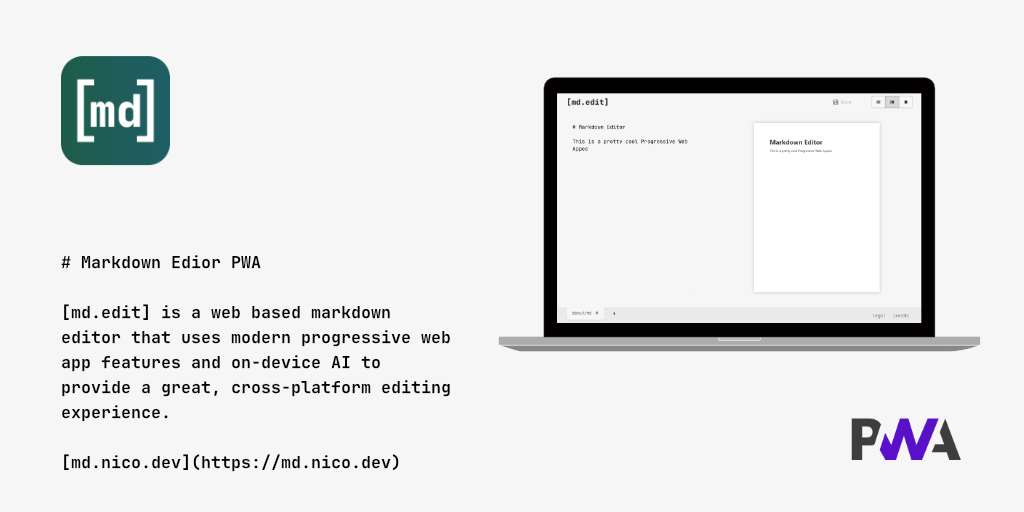 [md]
# Markdown Edior PWA
[md.edit] is a web based markdown
editor that uses modern progressive web
app features and on-device AI to
provide a great, cross-platform editing
experience.
[md.nico.dev](https://md.nico.dev)
[md.edit]
Save
# Markdown Editor
This is a pretty cool Progressive Web
Appee
Markdown Editor
This is a pretty cool Progressive Web Appee
about.md ×
+
legal credits
PWA